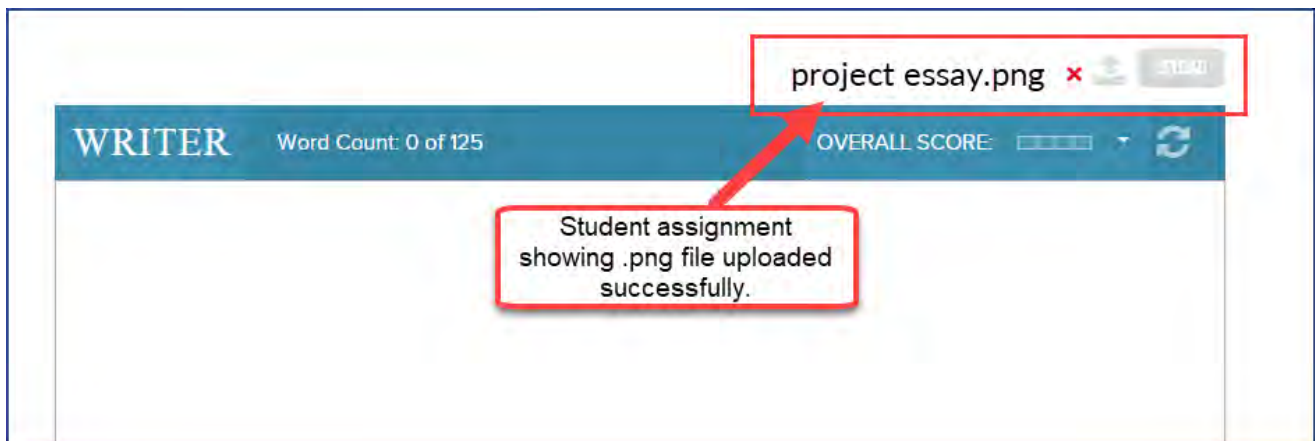 project essay.png ×
WRITER Word Count: 0 of 125 OVERALL SCORE:
Student assignment
showing .png file uploaded
successfully.